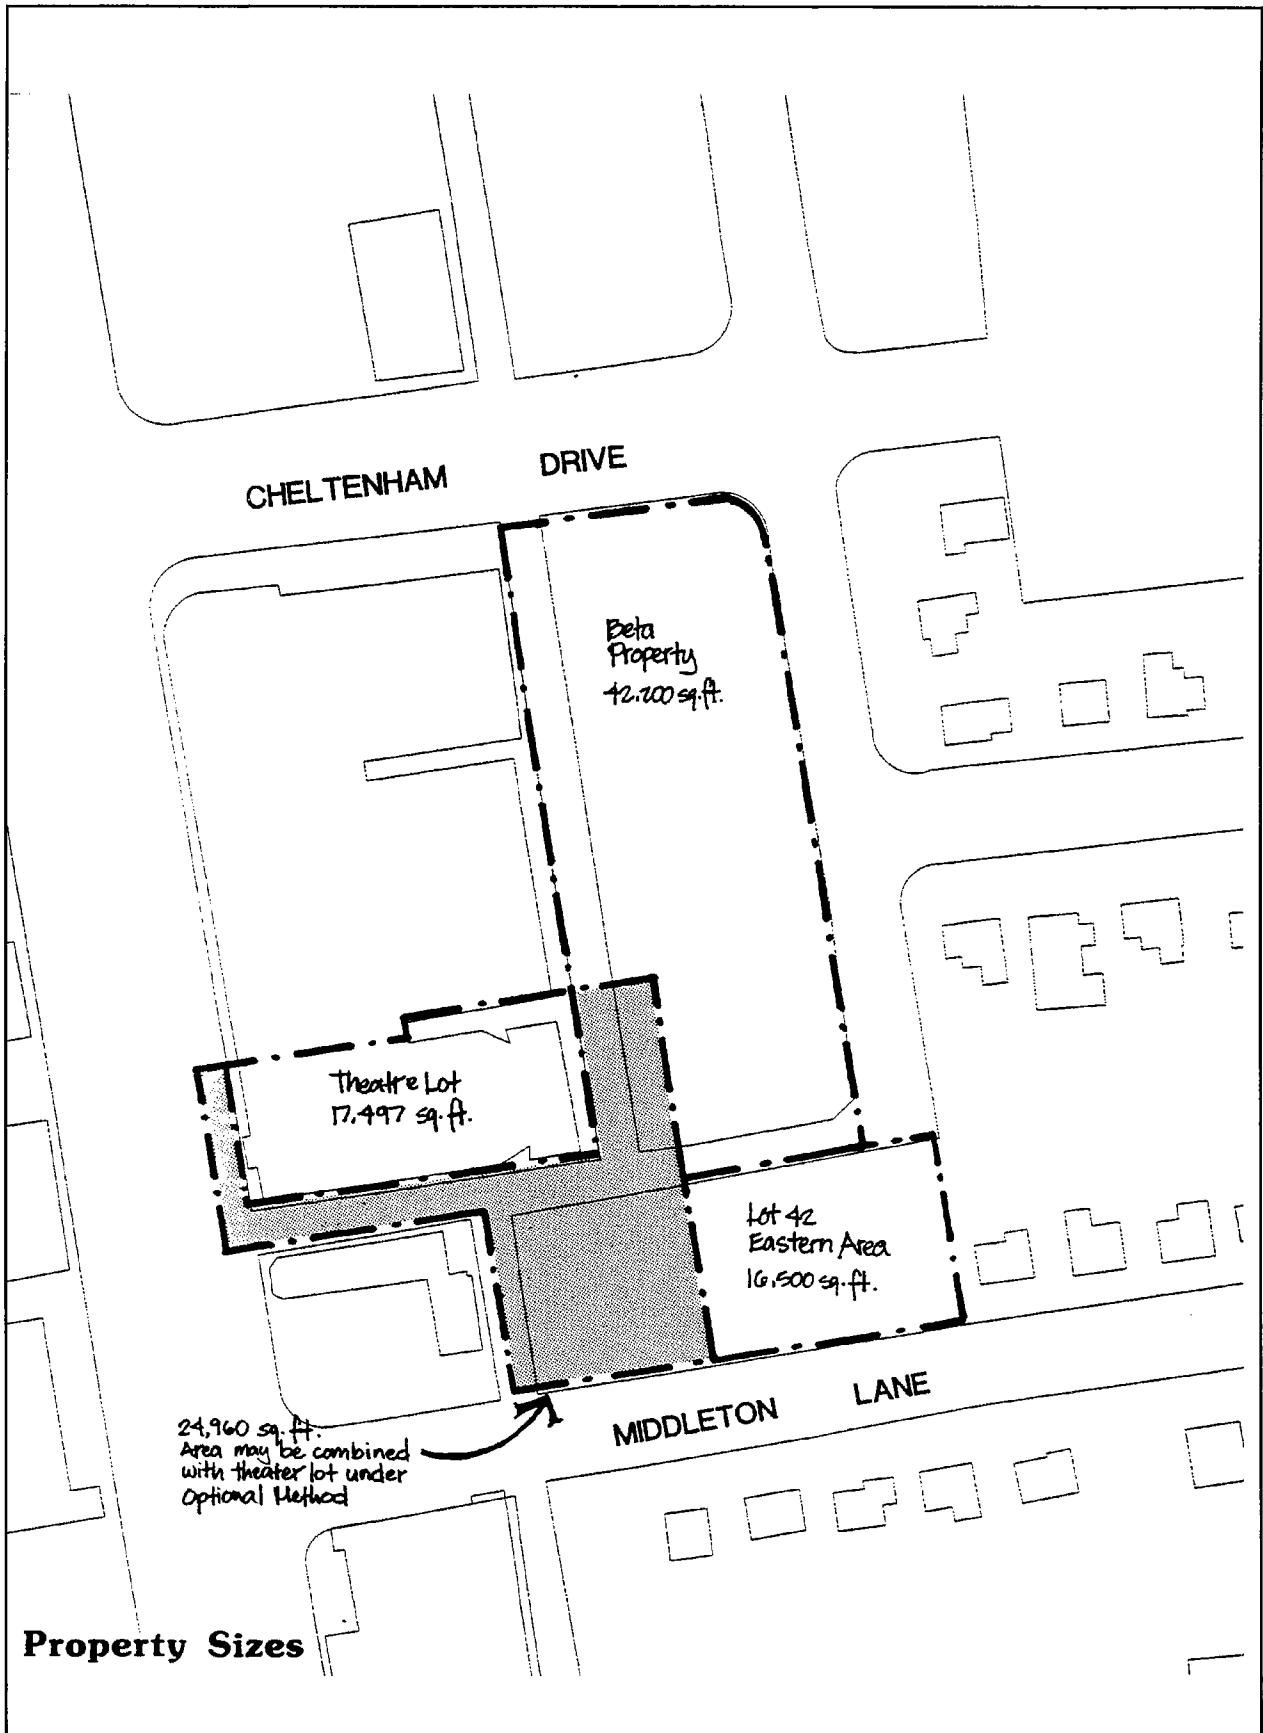 CHELTENHAM DRIVE
Beta
Property
42,200 sq.ft.
Theatre Lot
17,497 sq.ft.
Lot 42
Eastern Area
16,500 sq.ft.
24,960 sq.ft.
Area may be combined
with theater lot under
Optional Method
MIDDLETON LANE
Property Sizes